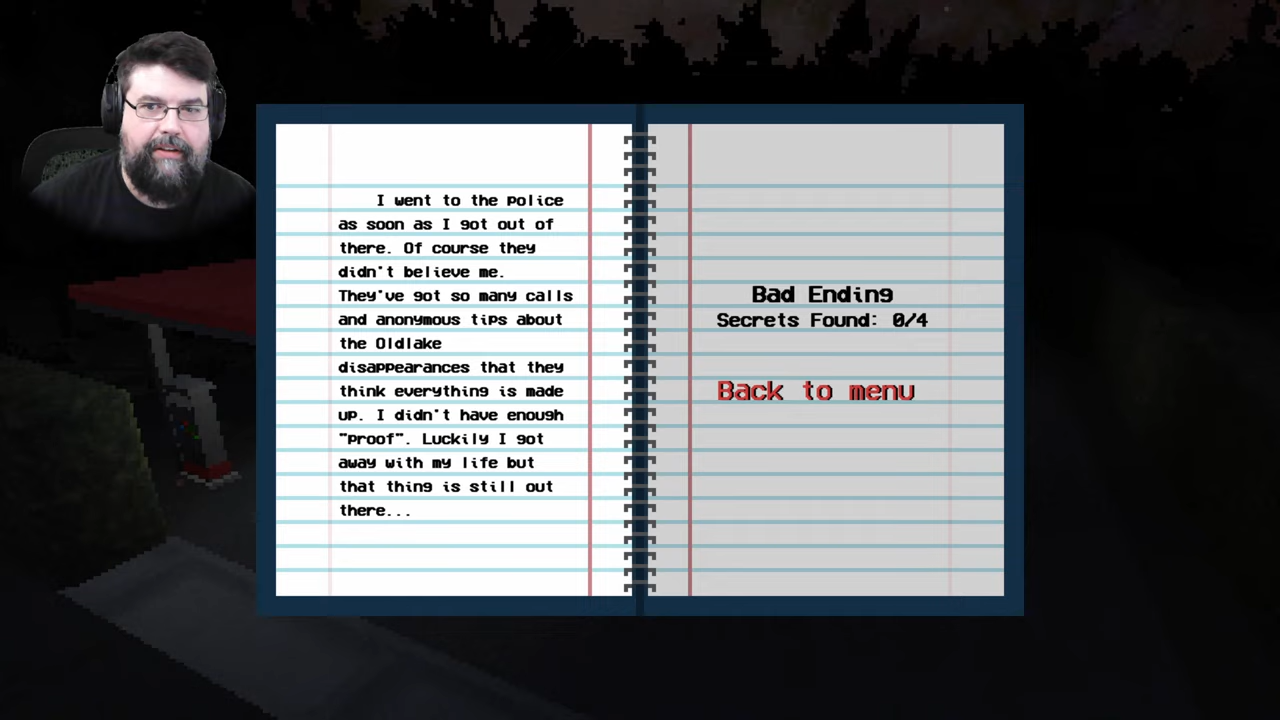 I went to the police
as soon as I got out of
there. Of course they
didn't believe me.
They've got so many calls
and anonymous tips about
the Oldlake
disappearances that they
think everything is made
up. I didn't have enough
"proof". Luckily I got
away with my life but
that thing is still out
there...
Bad Ending
Secrets Found: 0/4
Back to menu